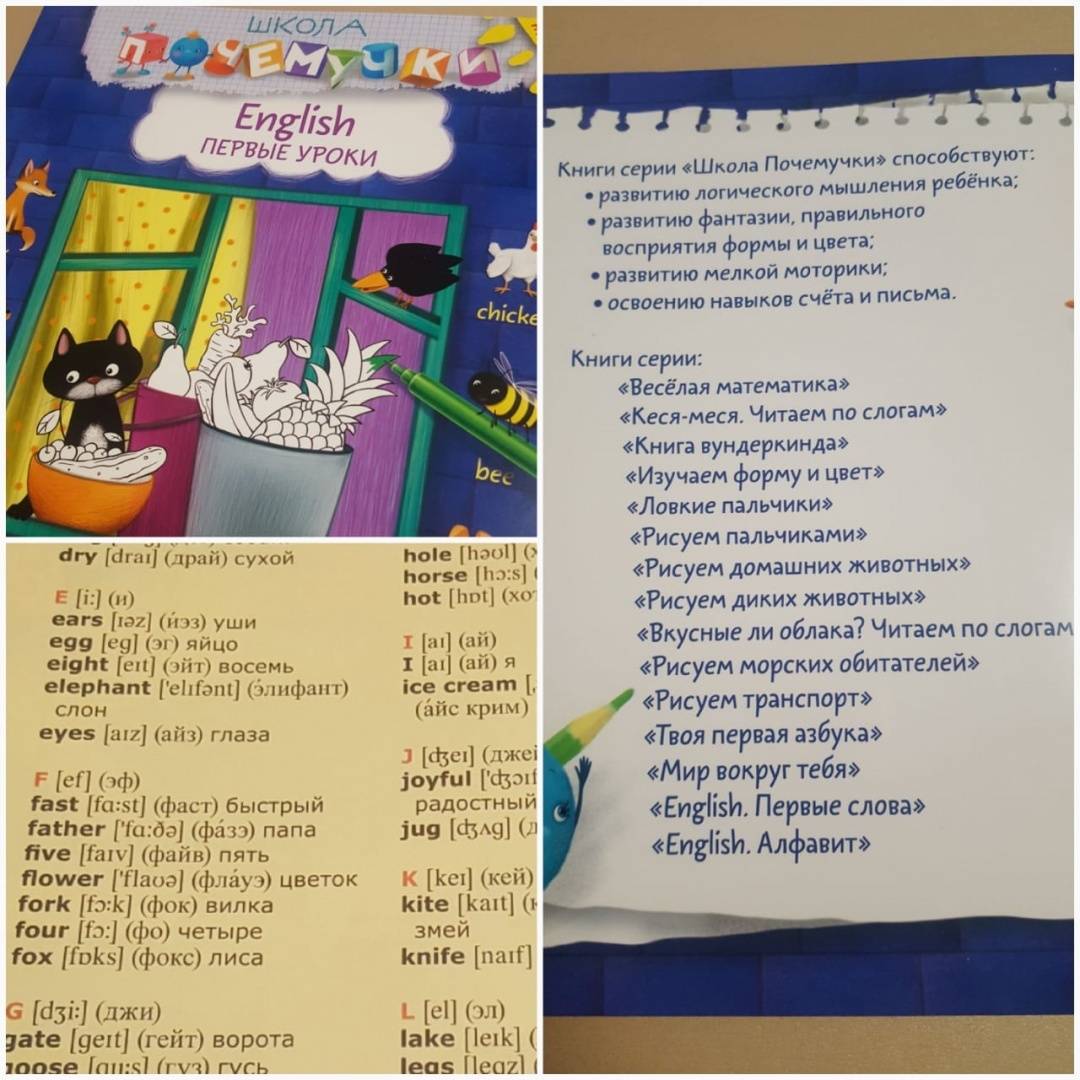 ШКОЛА
ПОЧЕМУЧКИ
English
ПЕРВЫЕ УРОКИ
bee
Книги серии «Школа Почемучки» способствуют:
• развитию логического мышления ребёнка;
• развитию фантазии, правильного
восприятия формы и цвета;
• развитию мелкой моторики;
• освоению навыков счёта и письма.
Книги серии:
«Весёлая математика»
«Кеся-меся. Читаем по слогам»
«Книга вундеркинда»
«Изучаем форму и цвет»
«Ловкие пальчики»
«Рисуем пальчиками»
«Рисуем домашних животных»
«Рисуем диких животных»
«Вкусные ли облака? Читаем по слогам
«Рисуем морских обитателей»
«Рисуем транспорт»
«Твоя первая азбука»
«Мир вокруг тебя»
«English. Первые слова»
«English. Алфавит»
dry [draɪ] (драй) сухой
E [i:] (и)
ears [ɪəz] (и́эз) уши
egg [eg] (эг) яйцо
eight [eɪt] (эйт) восемь
elephant ['elɪfənt] (э́лифант)
слон
eyes [aɪz] (айз) глаза
F [ef] (эф)
fast [fɑ:st] (фаст) быстрый
father ['fɑ:ðə] (фа́зэ) папа
five [faɪv] (файв) пять
flower ['flaʊə] (фла́уэ) цветок
fork [fɔ:k] (фок) вилка
four [fɔ:] (фо) четыре
fox [fɒks] (фокс) лиса
G [dʒi:] (джи)
gate [geɪt] (гейт) ворота
goose [gu:s] (гуз) гусь
hole [həʊl]
horse [hɔ:s]
hot [hɒt]
I [aɪ] (ай)
I [aɪ] (ай) я
ice cream
(а́йс крим)
J [dʒeɪ]
joyful
радостный
jug [dʒʌg]
K [keɪ] (кей)
kite [kaɪt]
змей
knife [naɪf]
L [el] (эл)
lake [leɪk]
legs [legz]